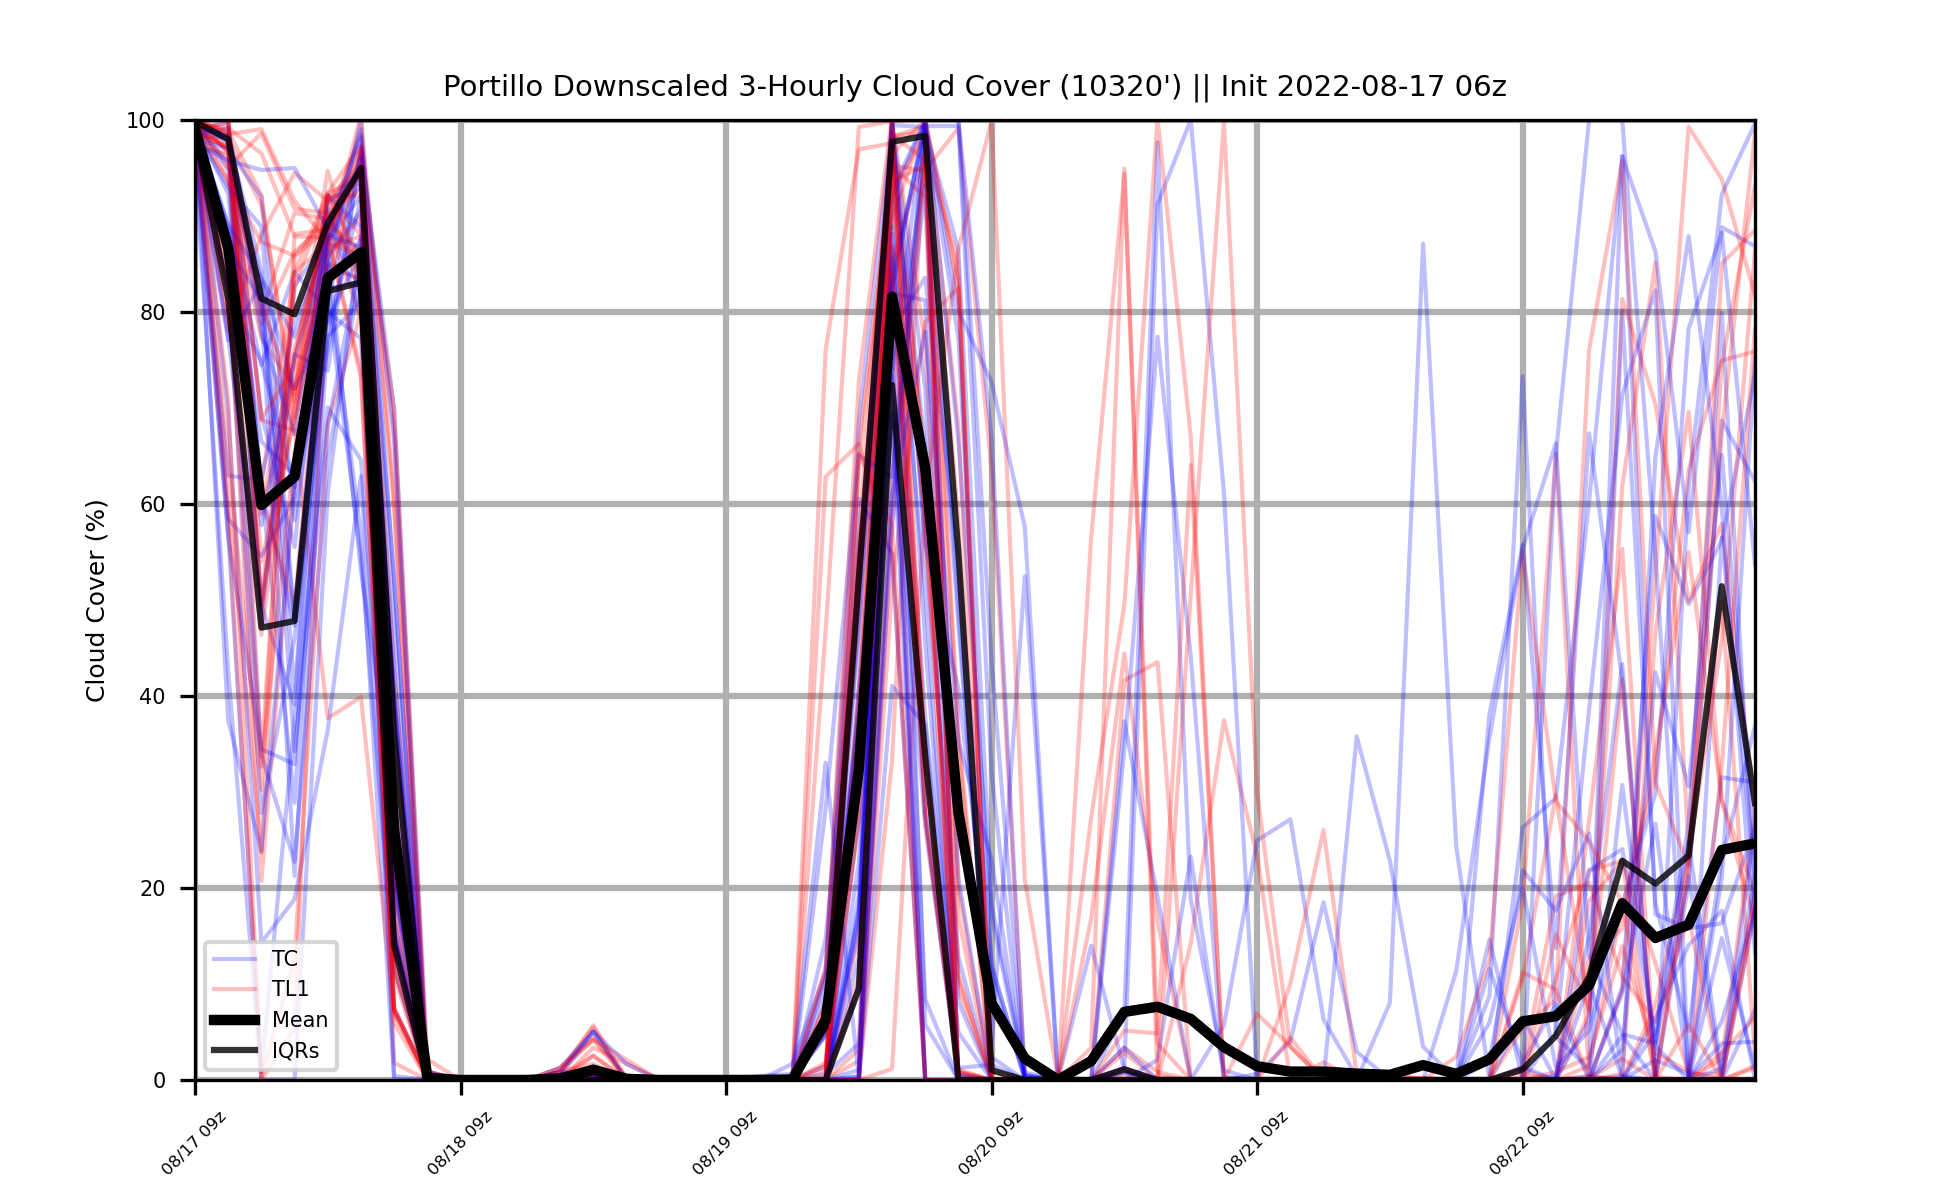 Portillo Downscaled 3-Hourly Cloud Cover (10320') || Init 2022-08-17 06z
Cloud Cover (%)
100
80
60
40
20
0
TC
TL1
Mean
IQRs
08/17 09z
08/18 09z
08/19 09z
08/20 09z
08/21 09z
08/22 09z